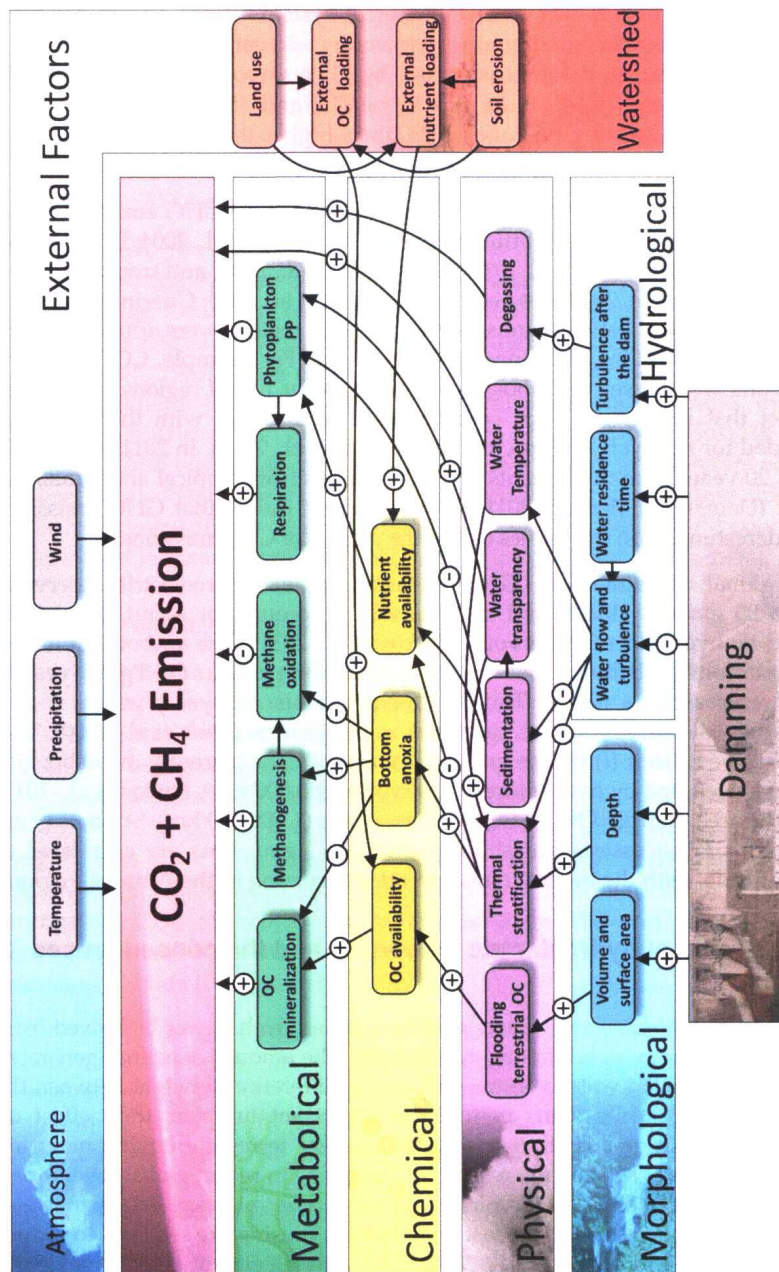 External Factors
Atmosphere
Temperature
Precipitation
Wind
CO₂ + CH₄ Emission
Land use
External
OC loading
External
nutrient loading
Soil erosion
Watershed
Metabolical
OC
mineralization
Methanogenesis
Methane
oxidation
Respiration
Phytoplankton
PP
+
+
-
+
-
+
+
Chemical
OC availability
Bottom
anoxia
Nutrient
availability
+
-
+
-
+
+
+
Physical
Flooding
terrestrial OC
Thermal
stratification
Sedimentation
Water
transparency
Water
Temperature
Degassing
+
+
-
-
+
+
Morphological
Volume and
surface area
Depth
Hydrological
Water flow and
turbulence
Water residence
time
Turbulence after
the dam
+
+
-
-
+
+
+
-
+
+
Damming